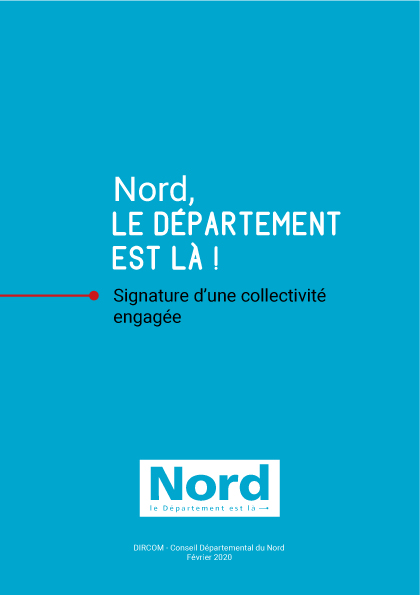 Nord,
LE DÉPARTEMENT
EST LÀ !
Signature d'une collectivité
engagée
Nord
le Département est là
DIRCOM - Conseil Départemental du Nord
Février 2020